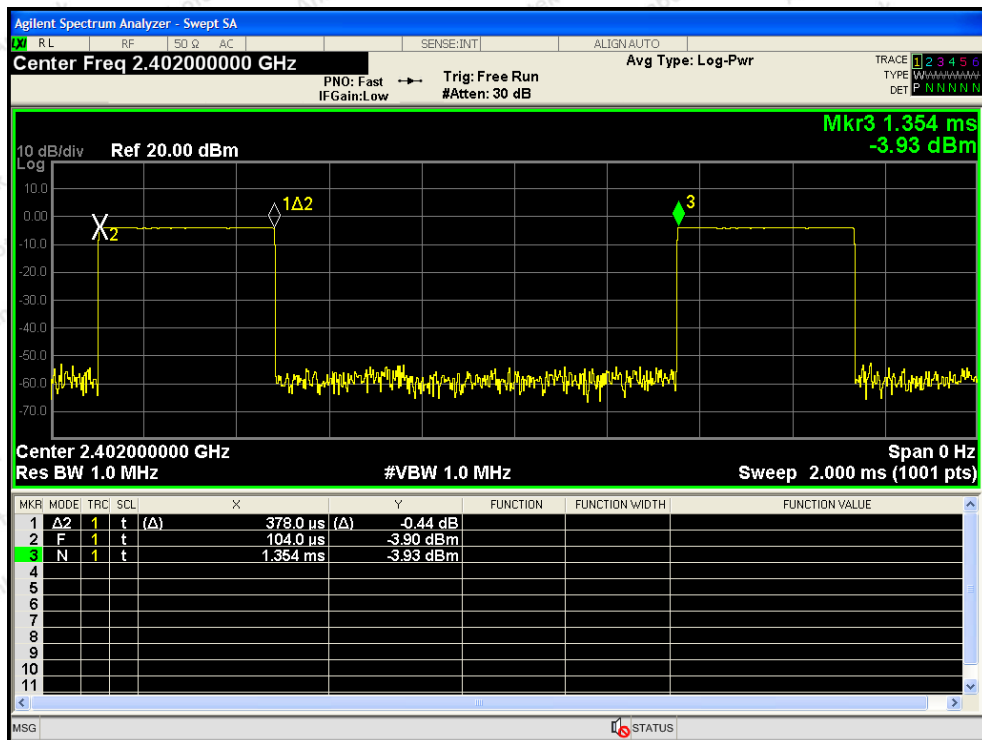 Agilent Spectrum Analyzer - Swept SA
LXI RL RF 50 Ω AC SENSE:INT ALIGN AUTO
Center Freq 2.402000000 GHz Avg Type: Log-Pwr TRACE 1 2 3 4 5 6
PNO: Fast Trig: Free Run TYPE WWWWWW
IFGain:Low #Atten: 30 dB DET P N N N N N
Mkr3 1.354 ms
10 dB/div Ref 20.00 dBm -3.93 dBm
Log
10.0
1Δ2 3
0.00
2
-10.0
-20.0
-30.0
-40.0
-50.0
-60.0
-70.0
Center 2.402000000 GHz Span 0 Hz
Res BW 1.0 MHz #VBW 1.0 MHz Sweep 2.000 ms (1001 pts)
MKR MODE TRC SCL X Y FUNCTION FUNCTION WIDTH FUNCTION VALUE
1 Δ2 1 t (Δ) 378.0 µs (Δ) -0.44 dB
2 F 1 t 104.0 µs -3.90 dBm
3 N 1 t 1.354 ms -3.93 dBm
4
5
6
7
8
9
10
11
MSG STATUS